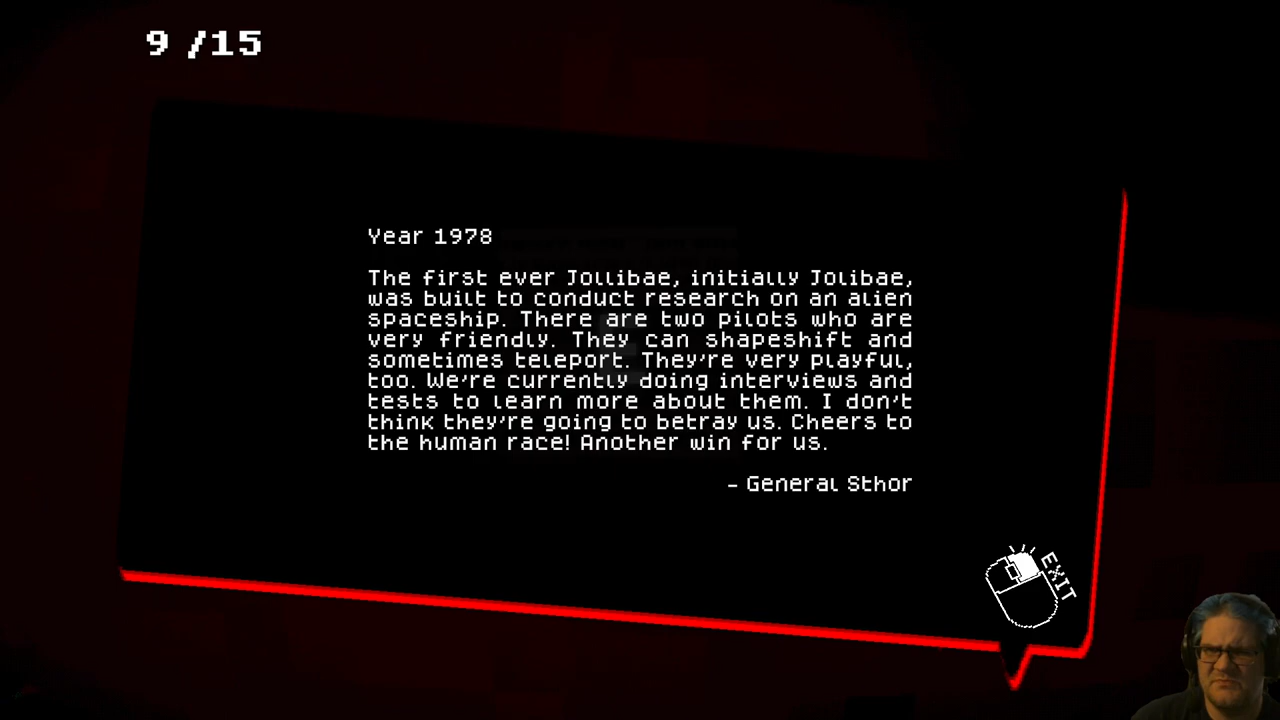 9 /15
Year 1978
The first ever Jollibae, initially Jolibae,
was built to conduct research on an alien
spaceship. There are two pilots who are
very friendly. They can shapeshift and
sometimes teleport. They're very playful,
too. We're currently doing interviews and
tests to learn more about them. I don't
think they're going to betray us. Cheers to
the human race! Another win for us.
- General Sthor
EXIT